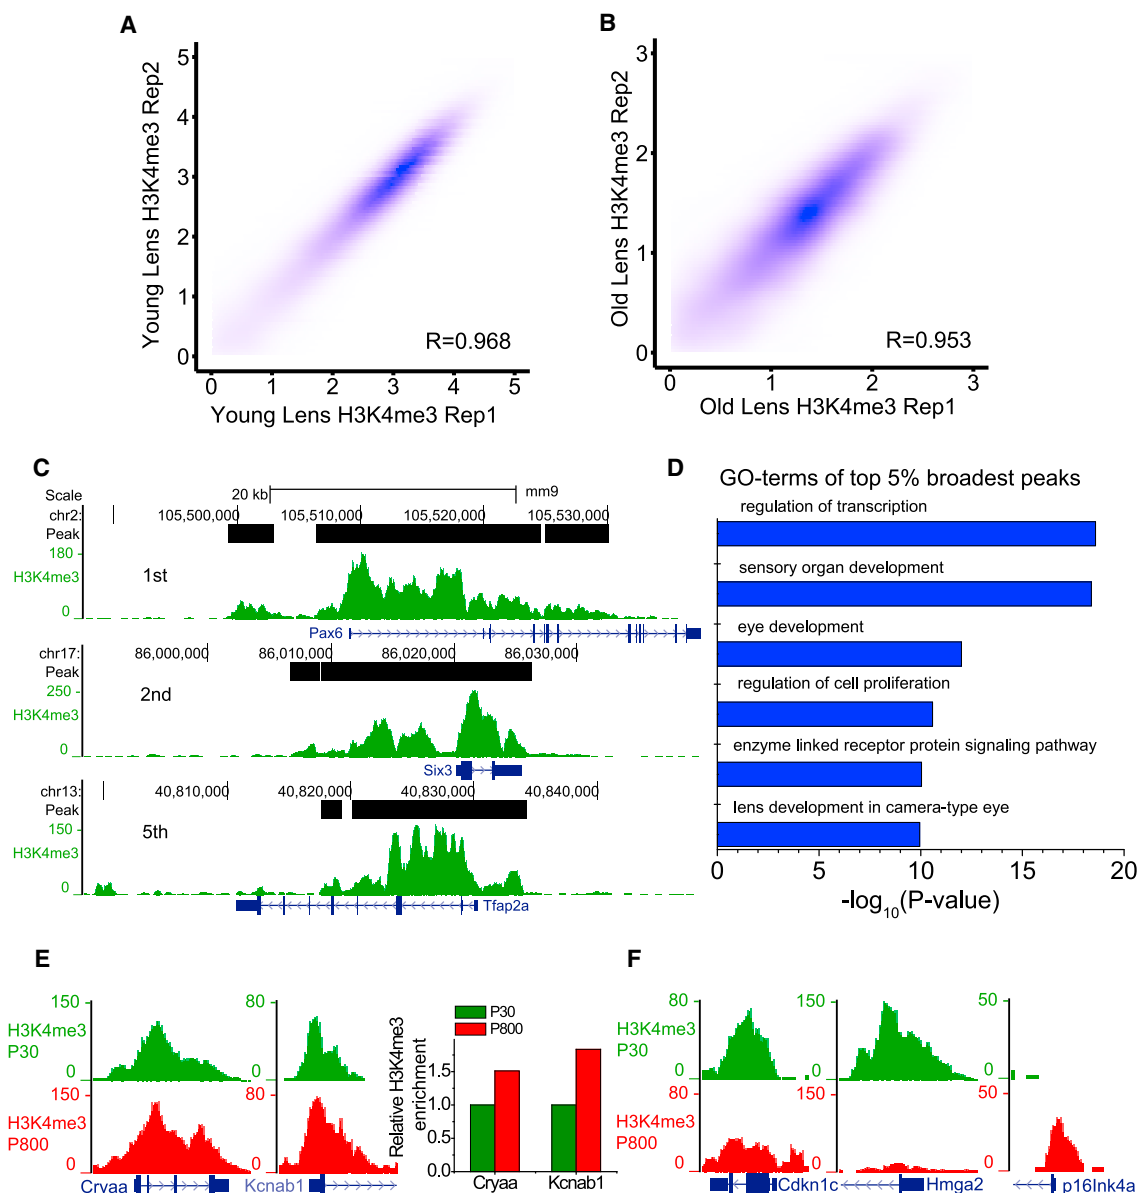 A
Young Lens H3K4me3 Rep2
5
4
3
2
1
0
R=0.968
0 1 2 3 4 5
Young Lens H3K4me3 Rep1
B
Old Lens H3K4me3 Rep2
3
2
1
0
R=0.953
0 1 2 3
Old Lens H3K4me3 Rep1
C
Scale 20 kb mm9
chr2: 105,500,000 105,510,000 105,520,000 105,530,000
Peak
180
H3K4me3
0
1st
Pax6
chr17: 86,000,000 86,010,000 86,020,000 86,030,000
Peak
250
H3K4me3
0
2nd
Six3
chr13: 40,810,000 40,820,000 40,830,000 40,840,000
Peak
150
H3K4me3
0
5th
Tfap2a
D
GO-terms of top 5% broadest peaks
regulation of transcription
sensory organ development
eye development
regulation of cell proliferation
enzyme linked receptor protein signaling pathway
lens development in camera-type eye
0 5 10 15 20
-log10(P-value)
E
150
H3K4me3
P30
0
80
0
150
H3K4me3
P800
0
80
0
Cryaa
Kcnab1
P30
P800
Relative H3K4me3
enrichment
1.5
1.0
0.5
0.0
Cryaa Kcnab1
F
80
H3K4me3
P30
0
150
0
50
0
80
H3K4me3
P800
0
150
0
50
0
Cdkn1c
Hmga2
p16Ink4a